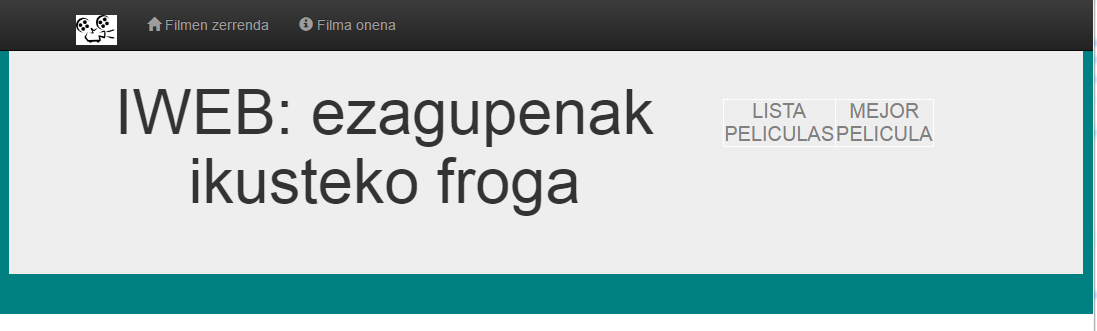 Filmen zerrenda Filma onena
IWEB: ezagupenak
ikusteko froga
LISTA MEJOR
PELICULAS PELICULA